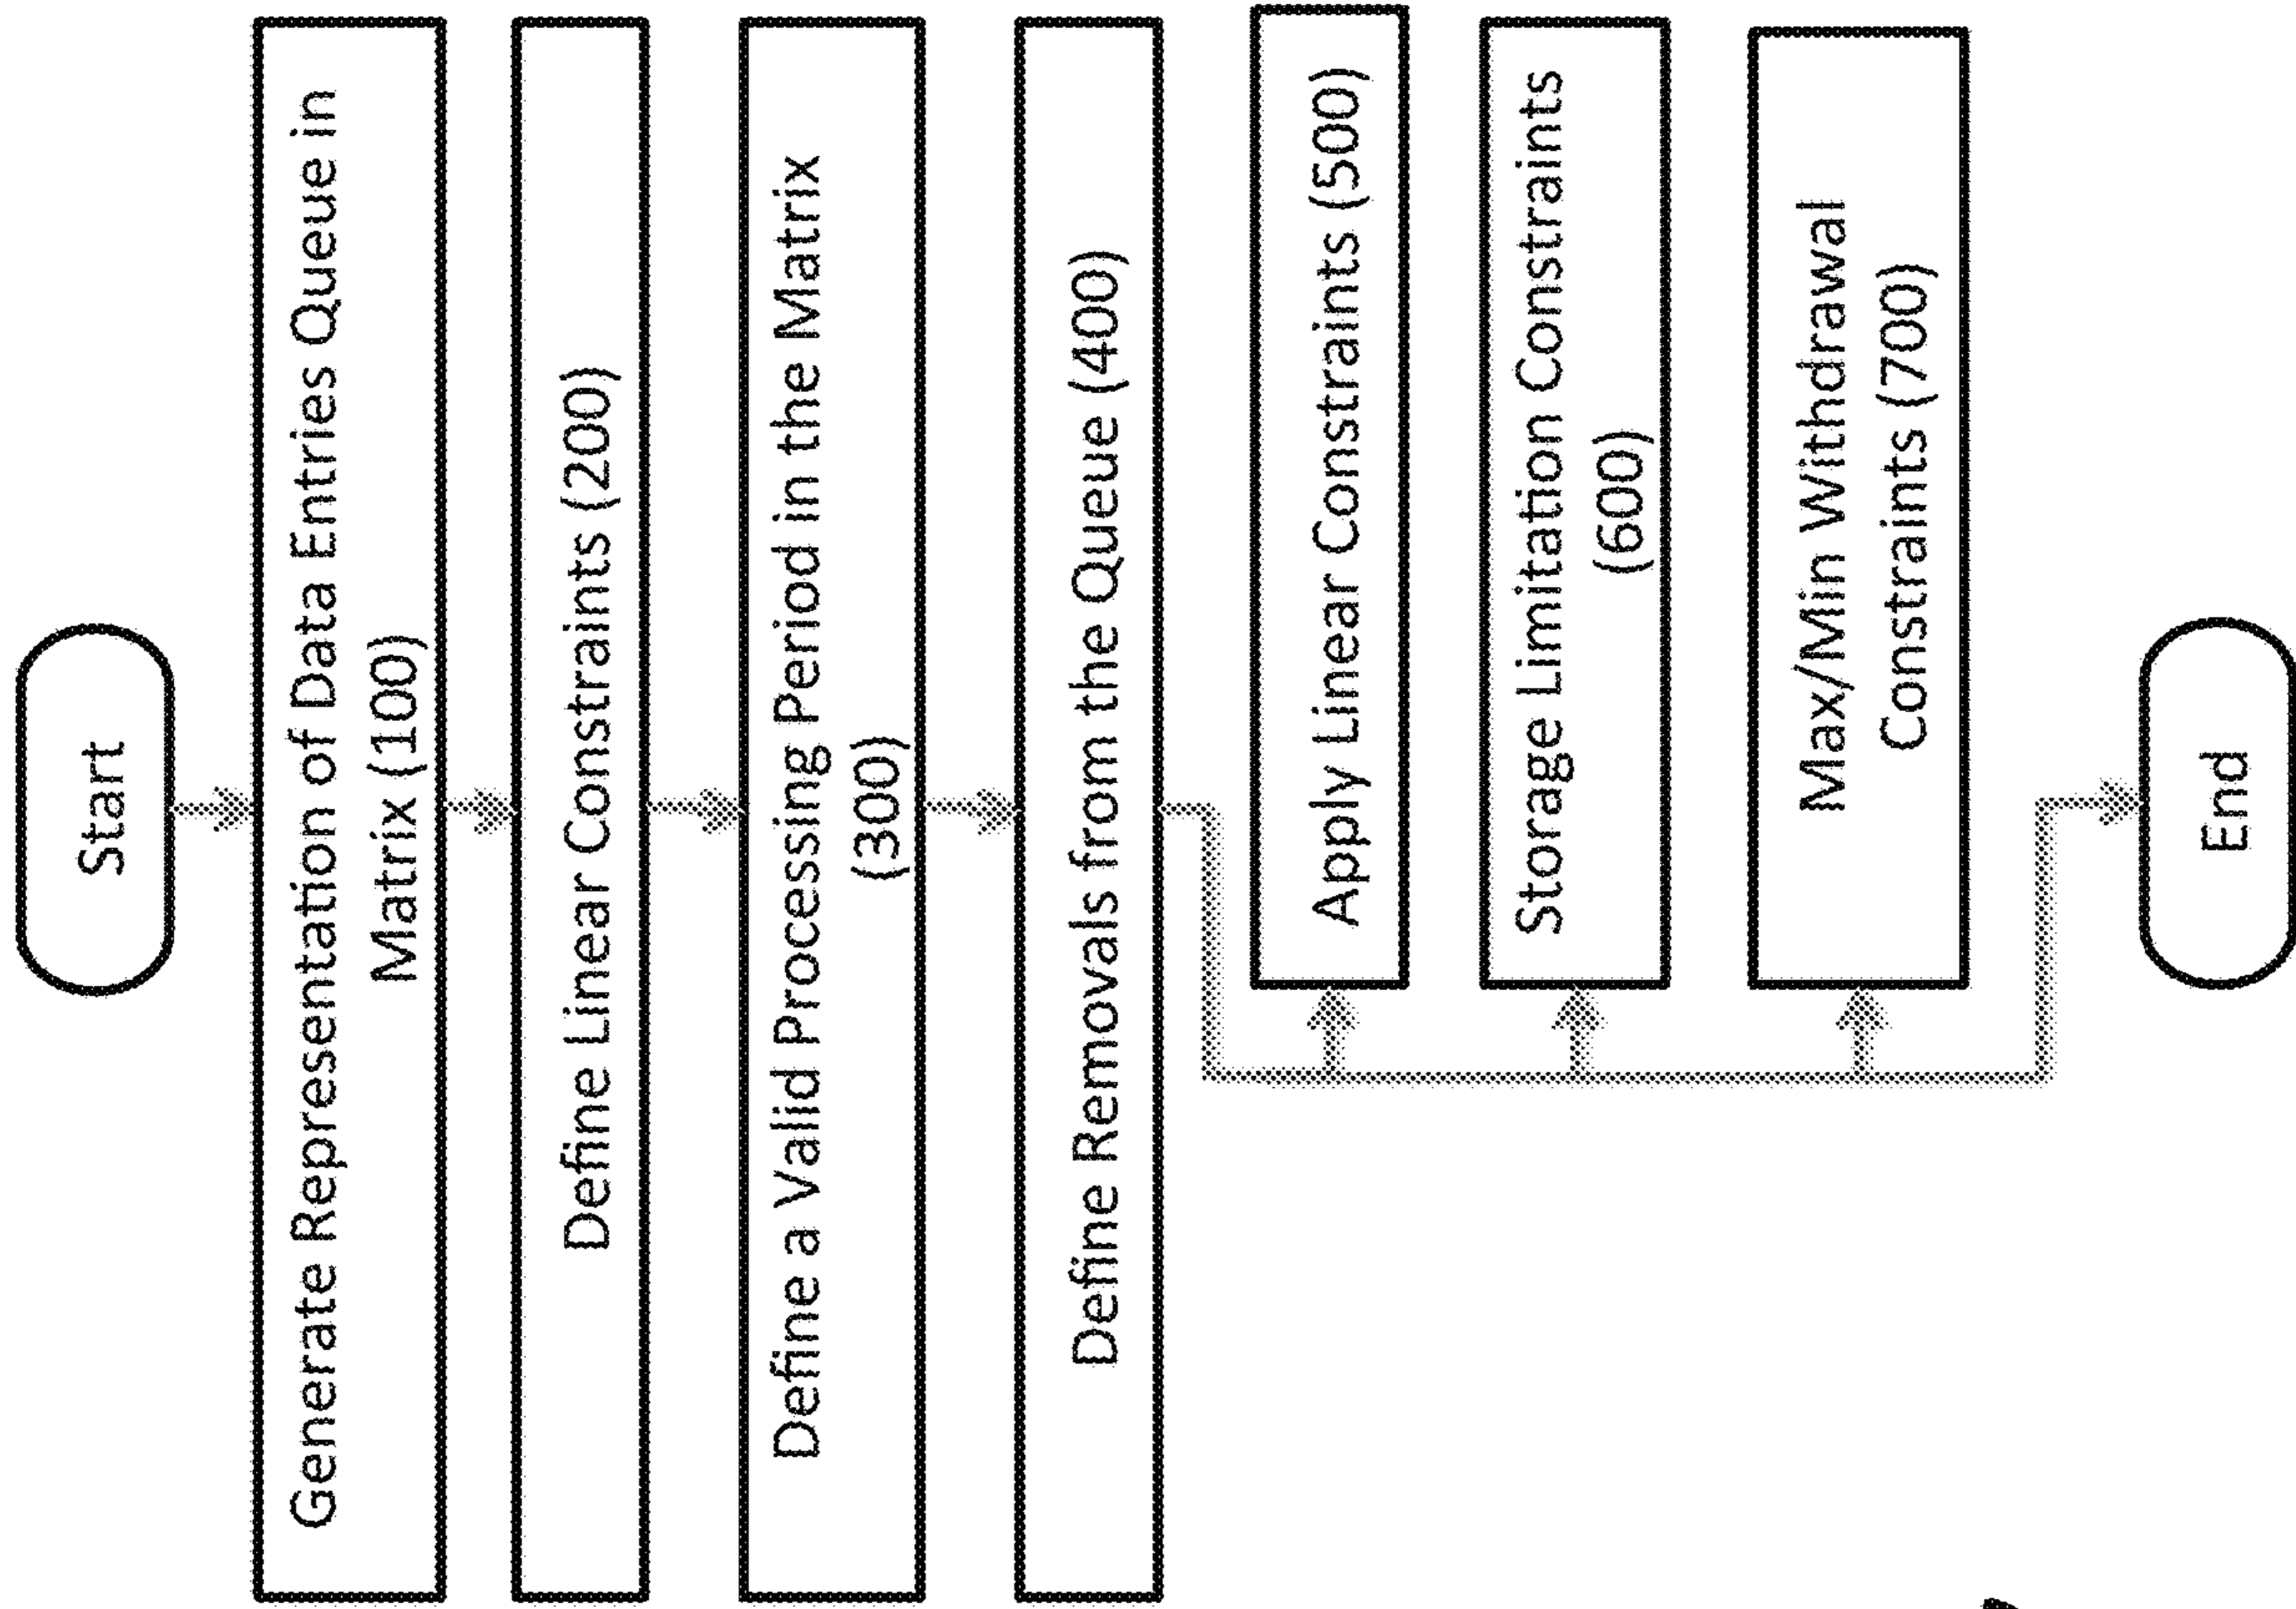 Start
Generate Representation of Data Entries Queue in
Matrix (100)
Define Linear Constraints (200)
Define a Valid Processing Period in the Matrix
(300)
Define Removals from the Queue (400)
Apply Linear Constraints (500)
Storage Limitation Constraints
(600)
Max/Min Withdrawal
Constraints (700)
End